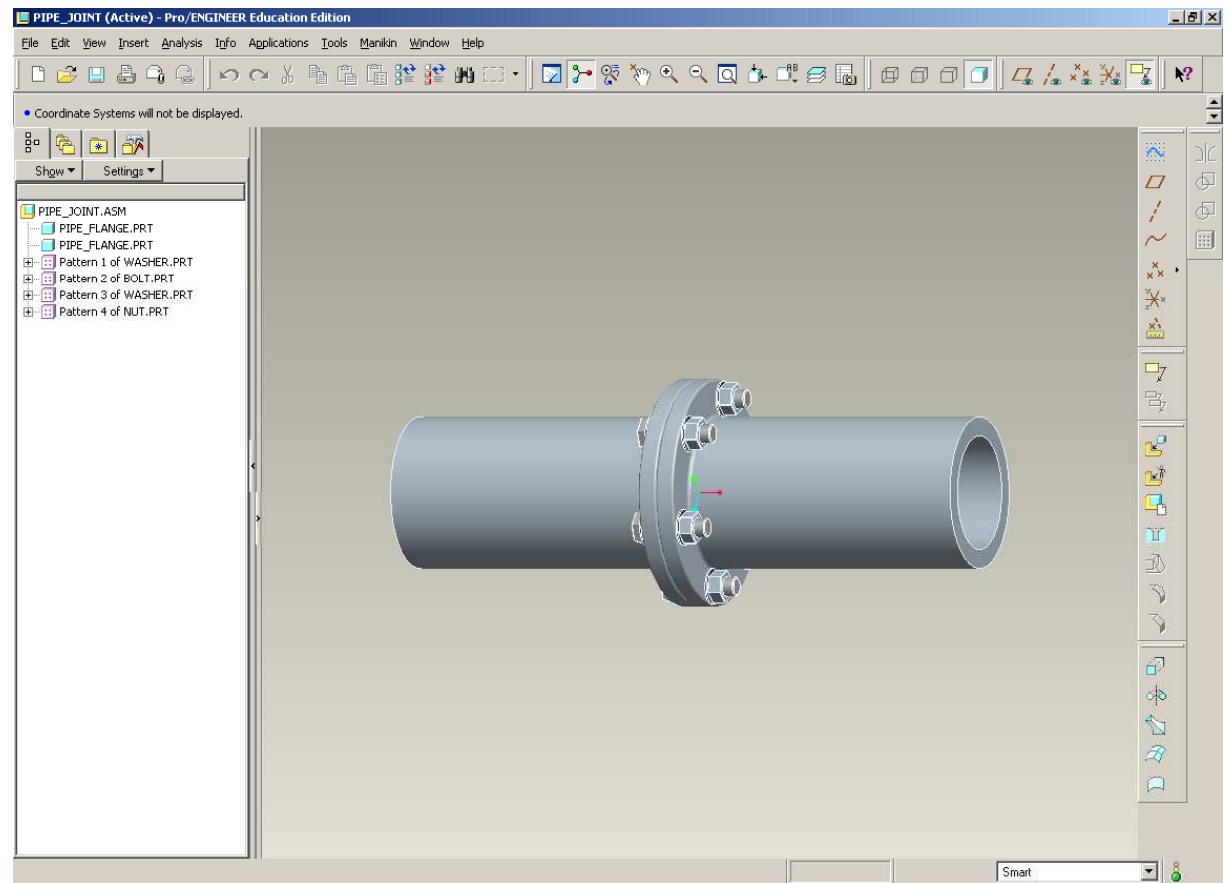 PIPE_JOINT (Active) - Pro/ENGINEER Education Edition
File Edit View Insert Analysis Info Applications Tools Manikin Window Help
• Coordinate Systems will not be displayed.
Show Settings
PIPE_JOINT.ASM
PIPE_FLANGE.PRT
PIPE_FLANGE.PRT
Pattern 1 of WASHER.PRT
Pattern 2 of BOLT.PRT
Pattern 3 of WASHER.PRT
Pattern 4 of NUT.PRT
Smart